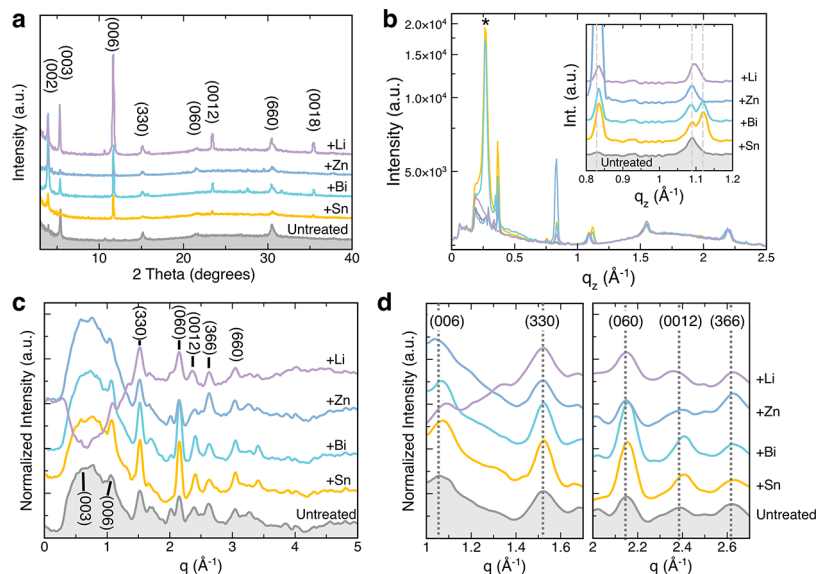 a
Intensity (a.u.)
(002)
(003)
(006)
(330)
(060)
(0012)
(660)
(0018)
+Li
+Zn
+Bi
+Sn
Untreated
10
20
30
40
2 Theta (degrees)
b
Intensity (a.u.)
2.0×10⁴
1.5×10⁴
1.0×10⁴
5.0×10³
*
0
0.5
1.0
1.5
2.0
2.5
q_z (Å⁻¹)
Int. (a.u.)
+Li
+Zn
+Bi
+Sn
Untreated
0.8
0.9
1.0
1.1
1.2
q_z (Å⁻¹)
c
Normalized Intensity (a.u.)
(330)
(060)
(0012)
(366)
(660)
+Li
+Zn
+Bi
+Sn
Untreated
(003)
(006)
0
1
2
3
4
5
q (Å⁻¹)
d
Normalized Intensity (a.u.)
(006)
(330)
(060)
(0012)
(366)
+Li
+Zn
+Bi
+Sn
Untreated
1
1.2
1.4
1.6
2
2.2
2.4
2.6
q (Å⁻¹)
q (Å⁻¹)